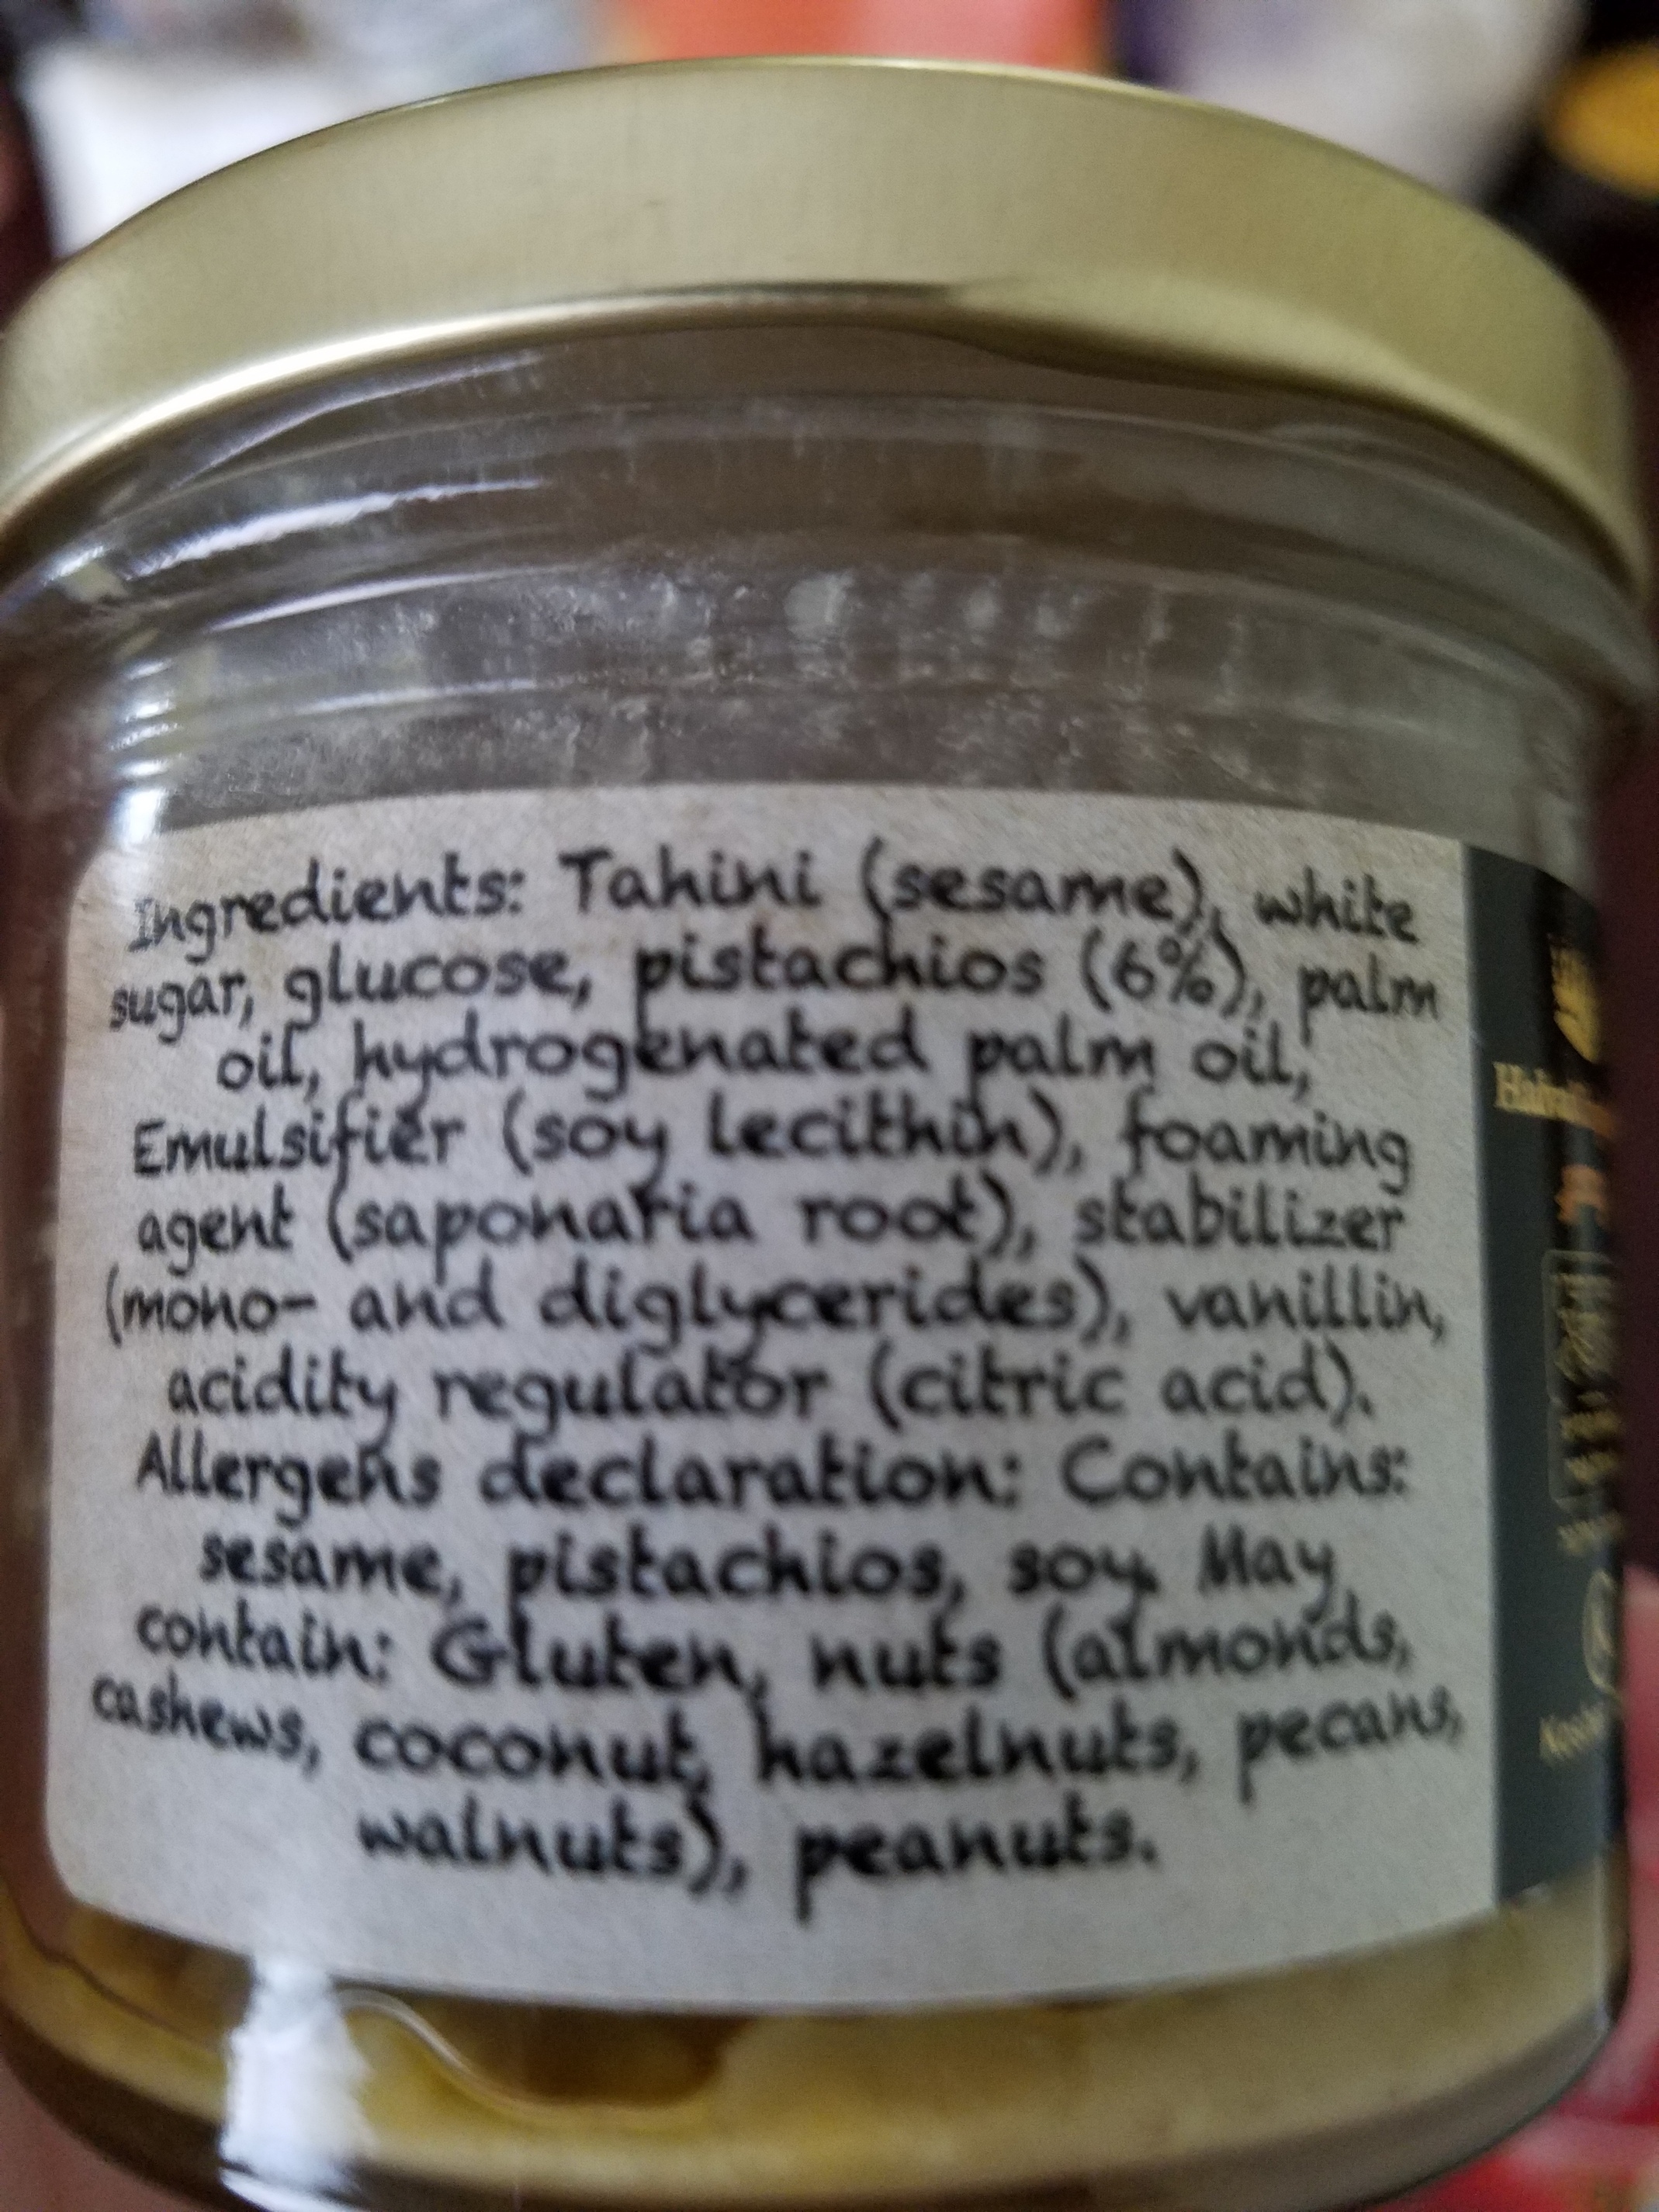 Ingredients: Tahini (sesame), white
sugar, glucose, pistachios (6%), palm
oil, hydrogenated palm oil,
Emulsifier (soy lecithin), foaming
agent (saponaria root), stabilizer
(mono- and diglycerides), vanillin,
acidity regulator (citric acid).
Allergens declaration: Contains:
sesame, pistachios, soy. May
contain: Gluten, nuts (almonds,
cashews, coconut, hazelnuts, pecans,
walnuts), peanuts.